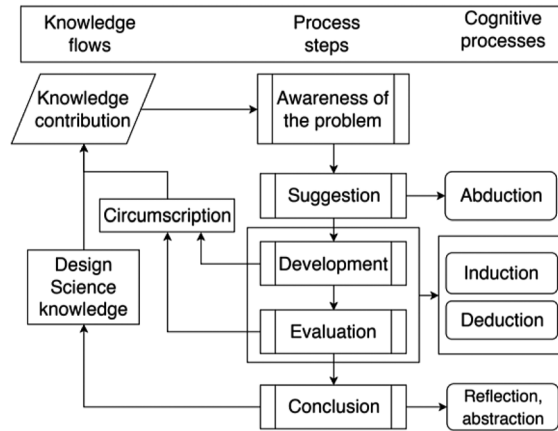 Knowledge
flows
Process
steps
Cognitive
processes
Knowledge
contribution
Awareness of
the problem
Suggestion
Abduction
Circumscription
Development
Induction
Design
Science
knowledge
Evaluation
Deduction
Conclusion
Reflection,
abstraction